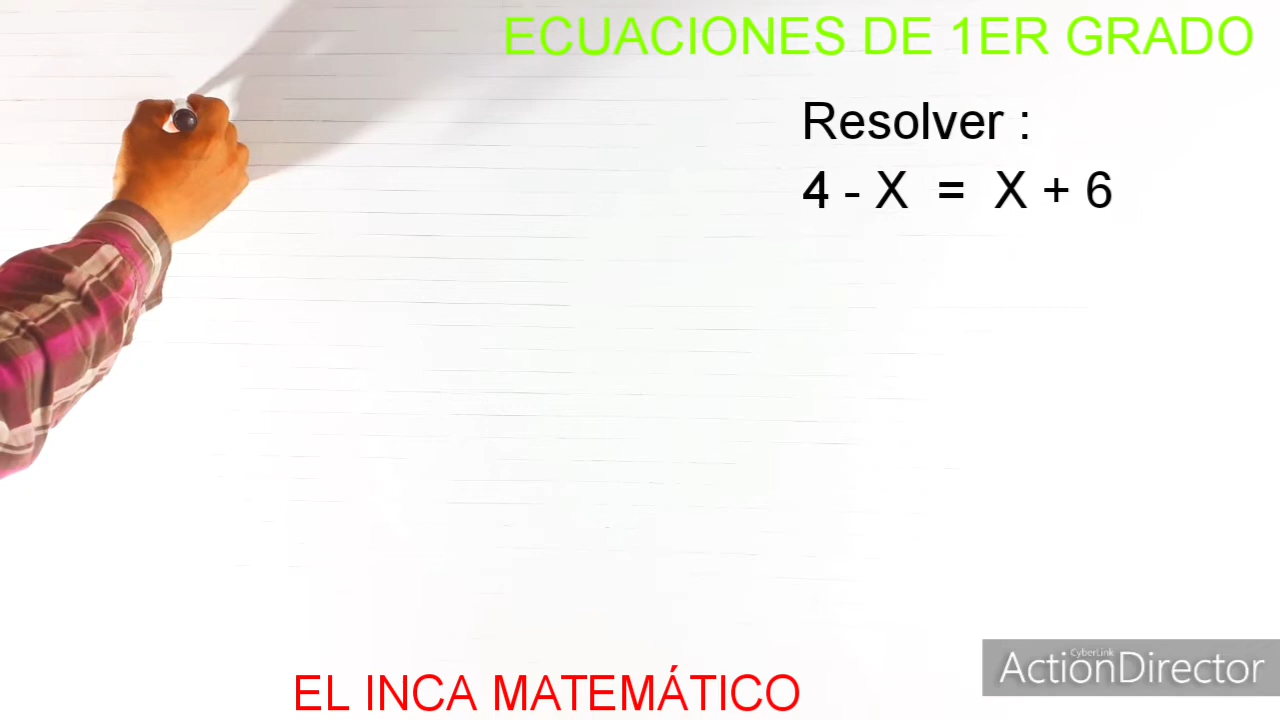 ECUACIONES DE 1ER GRADO
Resolver :
4 - X = X + 6
EL INCA MATEMÁTICO
CyberLink
ActionDirector